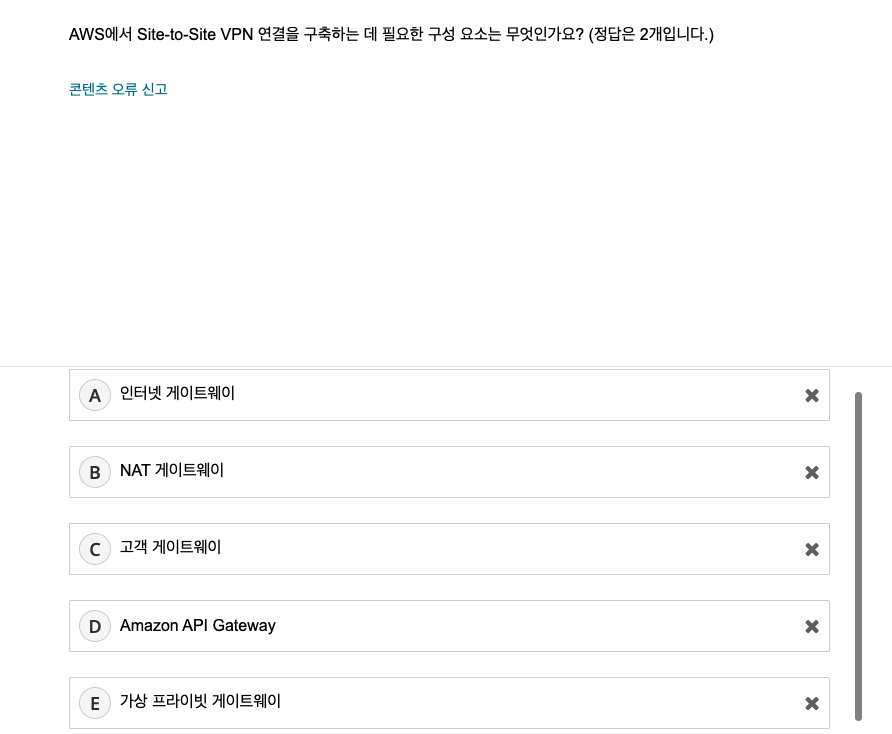 AWS에서 Site-to-Site VPN 연결을 구축하는 데 필요한 구성 요소는 무엇인가요? (정답은 2개입니다.)
콘텐츠 오류 신고
A 인터넷 게이트웨이
B NAT 게이트웨이
C 고객 게이트웨이
D Amazon API Gateway
E 가상 프라이빗 게이트웨이